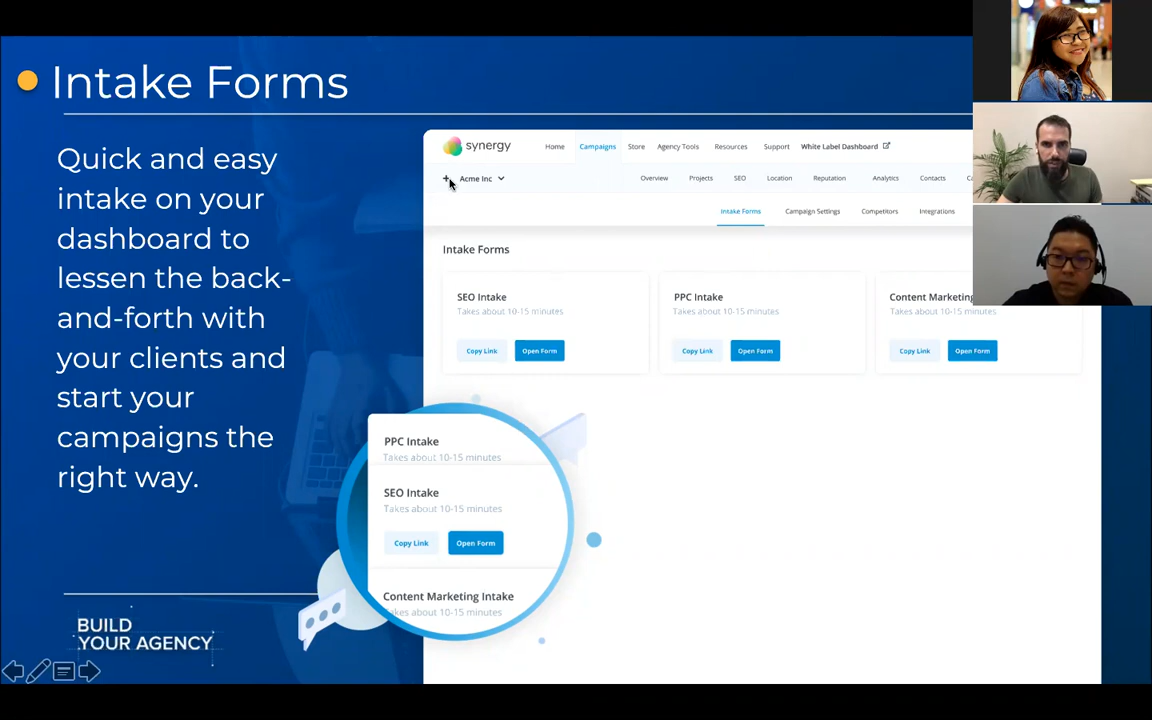 Intake Forms
Quick and easy
intake on your
dashboard to
lessen the back-
and-forth with
your clients and
start your
campaigns the
right way.
BUILD
YOUR AGENCY
synergy
Home Campaigns Store Agency Tools Resources Support White Label Dashboard
+ Acme Inc
Overview Projects SEO Location Reputation Analytics Contacts
Intake Forms Campaign Settings Competitors Integrations
Intake Forms
SEO Intake
Takes about 10-15 minutes
Copy Link Open Form
PPC Intake
Takes about 10-15 minutes
Copy Link Open Form
Content Marketing
Takes about 10-15 minutes
Copy Link Open Form
PPC Intake
Takes about 10-15 minutes
SEO Intake
Takes about 10-15 minutes
Copy Link Open Form
Content Marketing Intake
Takes about 10-15 minutes